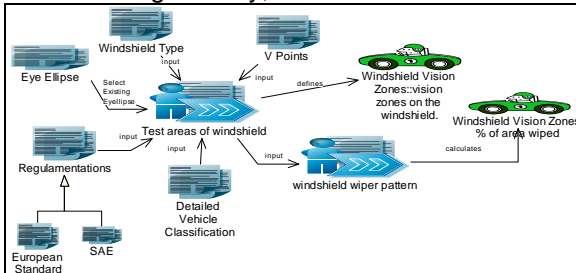 Windshield Type
V Points
Eye Ellipse
input
input
Select
Existing
Eyellipse
defines
Windshield Vision
Zones::vision
zones on the
windshield.
Test areas of windshield
input
input
input
Regulamentations
windshield wiper pattern
calculates
Windshield Vision Zones
% of area wiped
Detailed
Vehicle
Classification
European
Standard
SAE